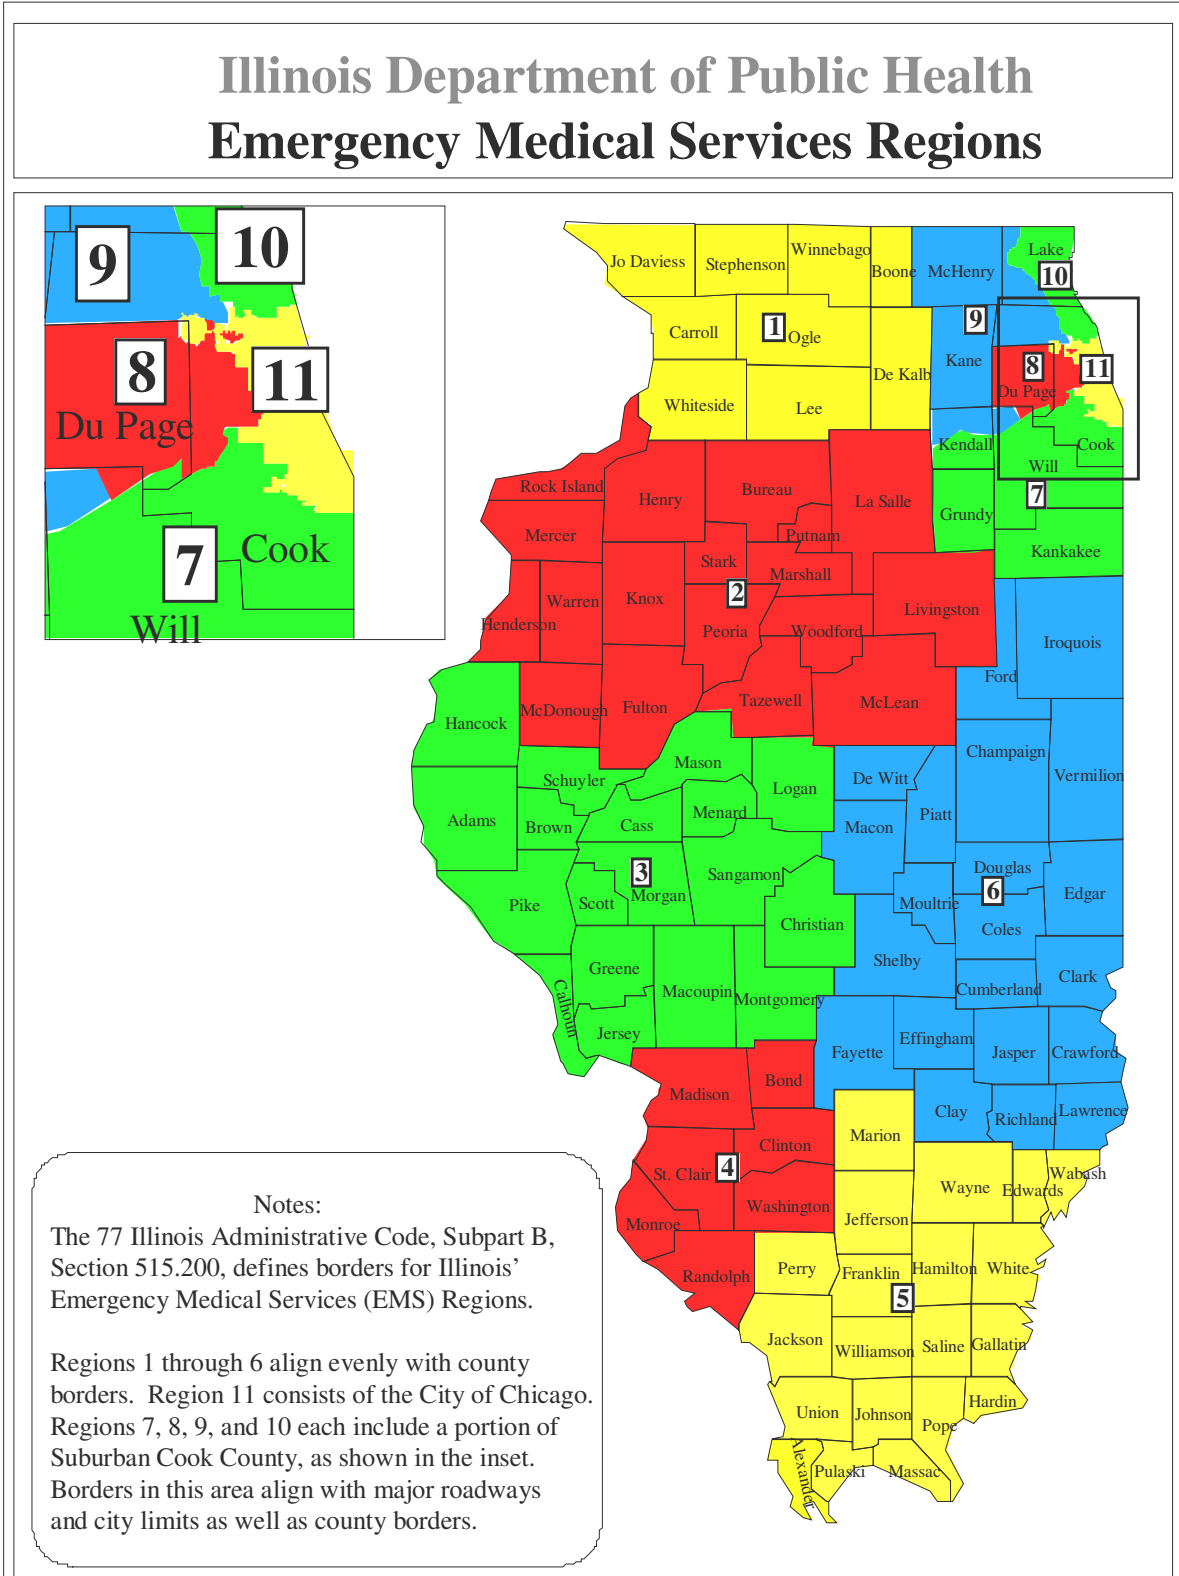 Illinois Department of Public Health
Emergency Medical Services Regions
9
10
8
11
Du Page
7
Cook
Will
Jo Daviess
Stephenson
Winnebago
Boone
McHenry
Lake
10
Carroll
1
Ogle
9
De Kalb
Kane
8
11
Du Page
Whiteside
Lee
Kendall
Cook
Will
7
Rock Island
Henry
Bureau
La Salle
Grundy
Mercer
Putnam
Kankakee
Stark
Marshall
2
Knox
Warren
Henderson
Peoria
Woodford
Livingston
Iroquois
Ford
Hancock
McDonough
Fulton
Tazewell
McLean
Champaign
Vermilion
Schuyler
Mason
Logan
De Witt
Piatt
Adams
Brown
Cass
Menard
Macon
3
Sangamon
Douglas
6
Edgar
Pike
Scott
Morgan
Christian
Moultrie
Coles
Shelby
Greene
Calhoun
Macoupin
Montgomery
Cumberland
Clark
Jersey
Fayette
Effingham
Jasper
Crawford
Madison
Bond
Clay
Richland
Lawrence
Marion
Clinton
4
St. Clair
Washington
Wayne
Edwards
Wabash
Monroe
Jefferson
Randolph
Perry
Franklin
Hamilton
White
5
Jackson
Williamson
Saline
Gallatin
Union
Johnson
Pope
Hardin
Alexander
Pulaski
Massac
Notes:
The 77 Illinois Administrative Code, Subpart B,
Section 515.200, defines borders for Illinois’
Emergency Medical Services (EMS) Regions.
Regions 1 through 6 align evenly with county
borders. Region 11 consists of the City of Chicago.
Regions 7, 8, 9, and 10 each include a portion of
Suburban Cook County, as shown in the inset.
Borders in this area align with major roadways
and city limits as well as county borders.